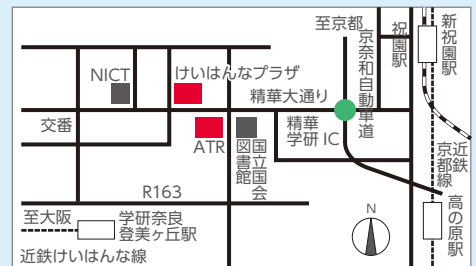 至京都
京奈和自動車道
祝園駅
新祝園駅
NICT
けいはんなプラザ
精華大通り
交番
ATR
国立国会
図書館
精華
学研 IC
近鉄
京都線
R163
高の原駅
至大阪
学研奈良
登美ヶ丘駅
近鉄けいはんな線
N